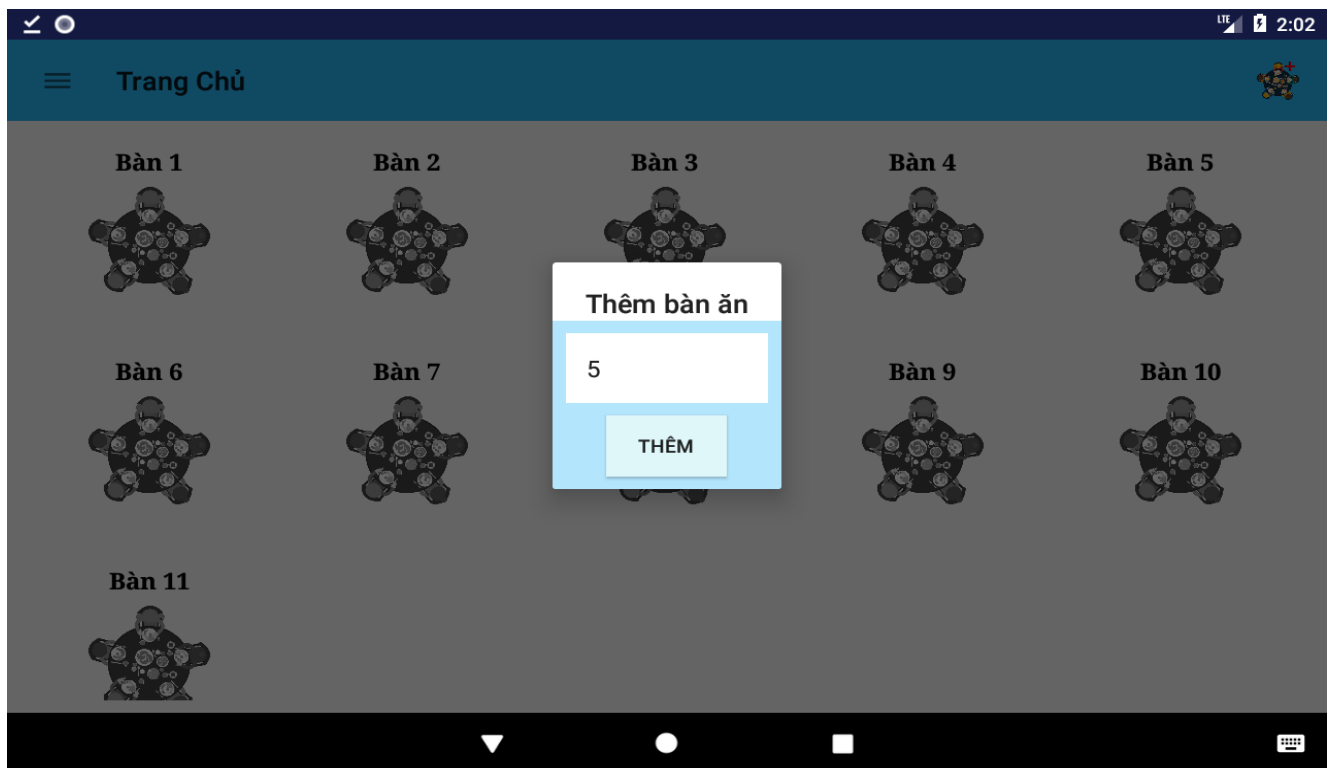 LTE 2:02
Trang Chủ
Bàn 1 Bàn 2 Bàn 3 Bàn 4 Bàn 5
Thêm bàn ăn
5
THÊM
Bàn 6 Bàn 7 Bàn 9 Bàn 10
Bàn 11